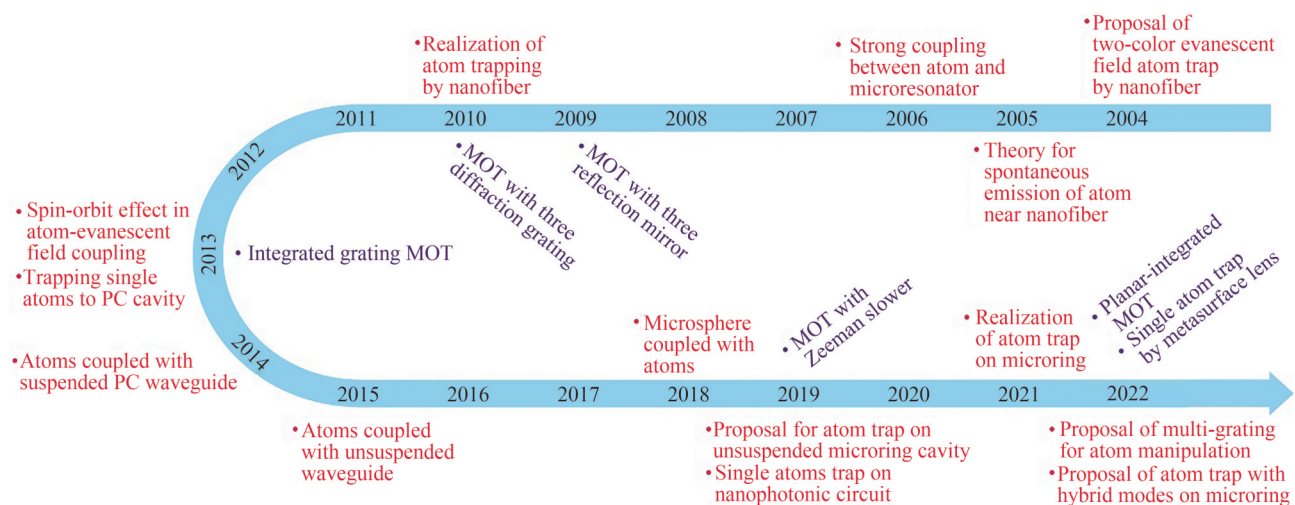 • Realization of
atom trapping
by nanofiber
• Strong coupling
between atom and
microresonator
• Proposal of
two-color evanescent
field atom trap
by nanofiber
2011
2010
2009
2008
2007
2006
2005
2004
• MOT with three
diffraction grating
• MOT with three
reflection mirror
• Theory for
spontaneous
emission of atom
near nanofiber
2012
• Spin-orbit effect in
atom-evanescent
field coupling
• Trapping single
atoms to PC cavity
2013
• Integrated grating MOT
• Atoms coupled with
suspended PC waveguide
2014
• Microsphere
coupled with
atoms
• MOT with
Zeeman slower
• Realization
of atom trap
on microring
• Planar-integrated
MOT
• Single atom trap
by metasurface lens
2015
2016
2017
2018
2019
2020
2021
2022
• Atoms coupled
with unsuspended
waveguide
• Proposal for atom trap on
unsuspended microring cavity
• Single atoms trap on
nanophotonic circuit
• Proposal of multi-grating
for atom manipulation
• Proposal of atom trap with
hybrid modes on microring